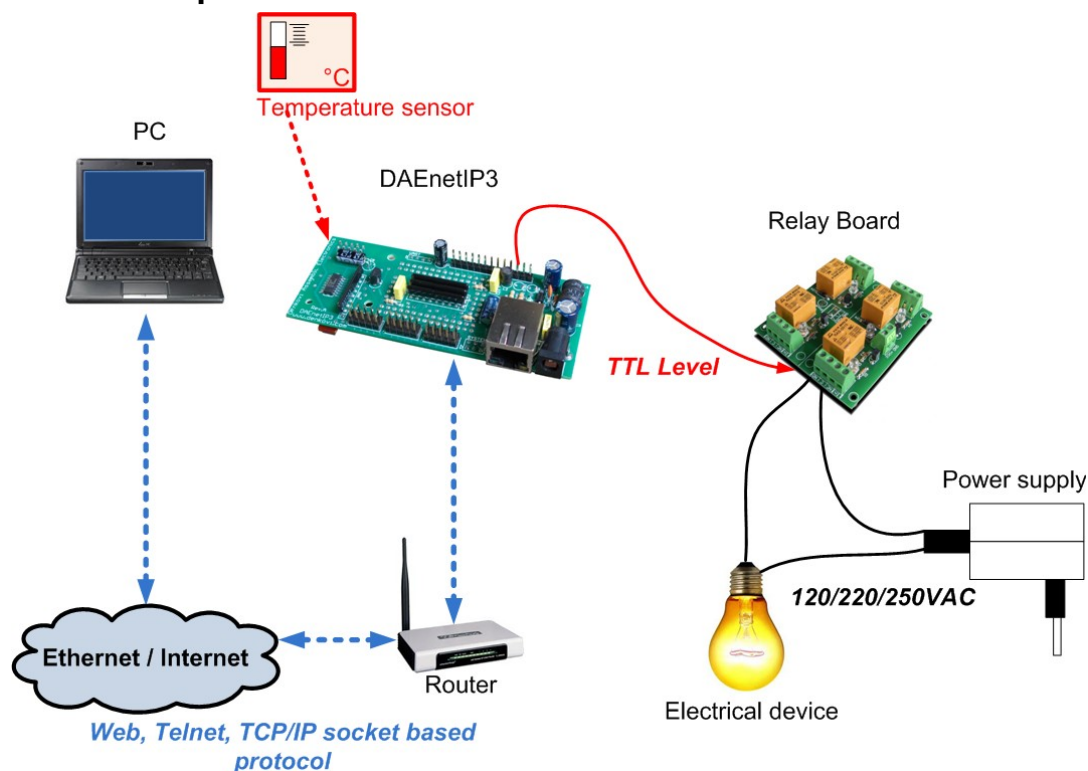 °C
Temperature sensor
PC
DAEnetIP3
Relay Board
TTL Level
Power supply
120/220/250VAC
Ethernet / Internet
Router
Electrical device
Web, Telnet, TCP/IP socket based
protocol